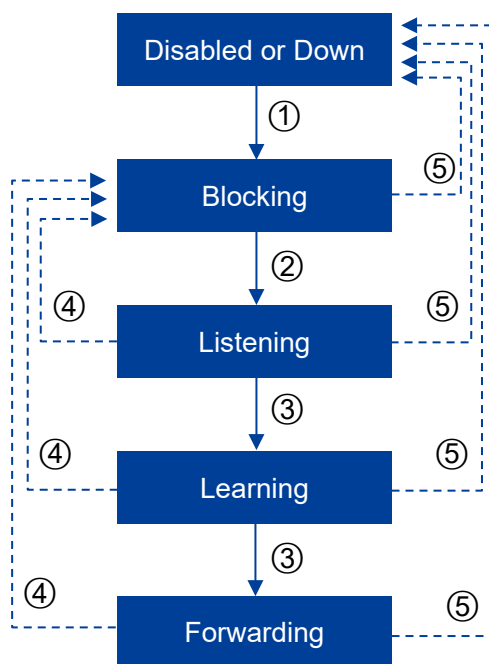 Disabled or Down
①
Blocking
⑤
②
④
Listening
⑤
③
④
Learning
⑤
③
④
Forwarding
⑤